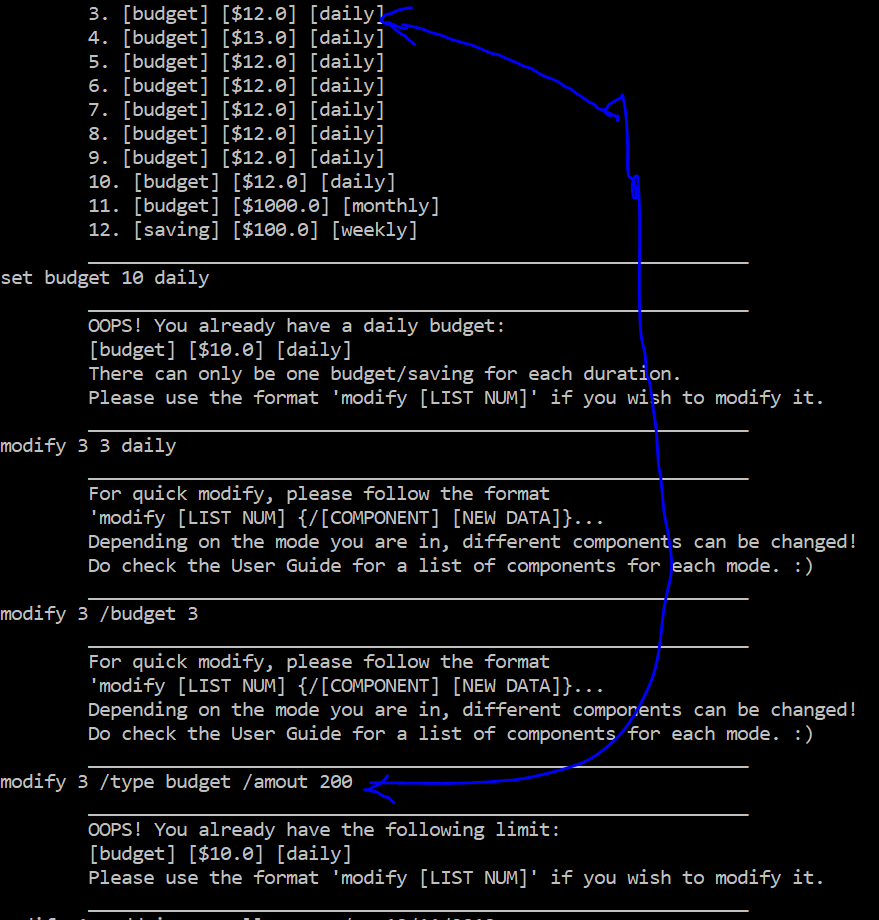 3. [budget] [$12.0] [daily]
4. [budget] [$13.0] [daily]
5. [budget] [$12.0] [daily]
6. [budget] [$12.0] [daily]
7. [budget] [$12.0] [daily]
8. [budget] [$12.0] [daily]
9. [budget] [$12.0] [daily]
10. [budget] [$12.0] [daily]
11. [budget] [$1000.0] [monthly]
12. [saving] [$100.0] [weekly]
set budget 10 daily
OOPS! You already have a daily budget:
[budget] [$10.0] [daily]
There can only be one budget/saving for each duration.
Please use the format 'modify [LIST NUM]' if you wish to modify it.
modify 3 3 daily
For quick modify, please follow the format
'modify [LIST NUM] {/[COMPONENT] [NEW DATA]}...
Depending on the mode you are in, different components can be changed!
Do check the User Guide for a list of components for each mode. :)
modify 3 /budget 3
For quick modify, please follow the format
'modify [LIST NUM] {/[COMPONENT] [NEW DATA]}...
Depending on the mode you are in, different components can be changed!
Do check the User Guide for a list of components for each mode. :)
modify 3 /type budget /amout 200
OOPS! You already have the following limit:
[budget] [$10.0] [daily]
Please use the format 'modify [LIST NUM]' if you wish to modify it.